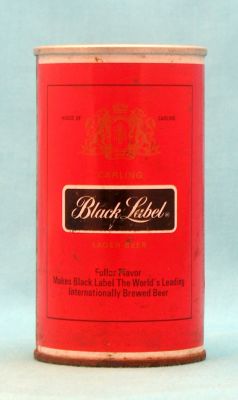 HOUSE OF CARLING
CARLING
Black Label®
LAGER BEER
Fuller Flavor
Makes Black Label The World's Leading
Internationally Brewed Beer